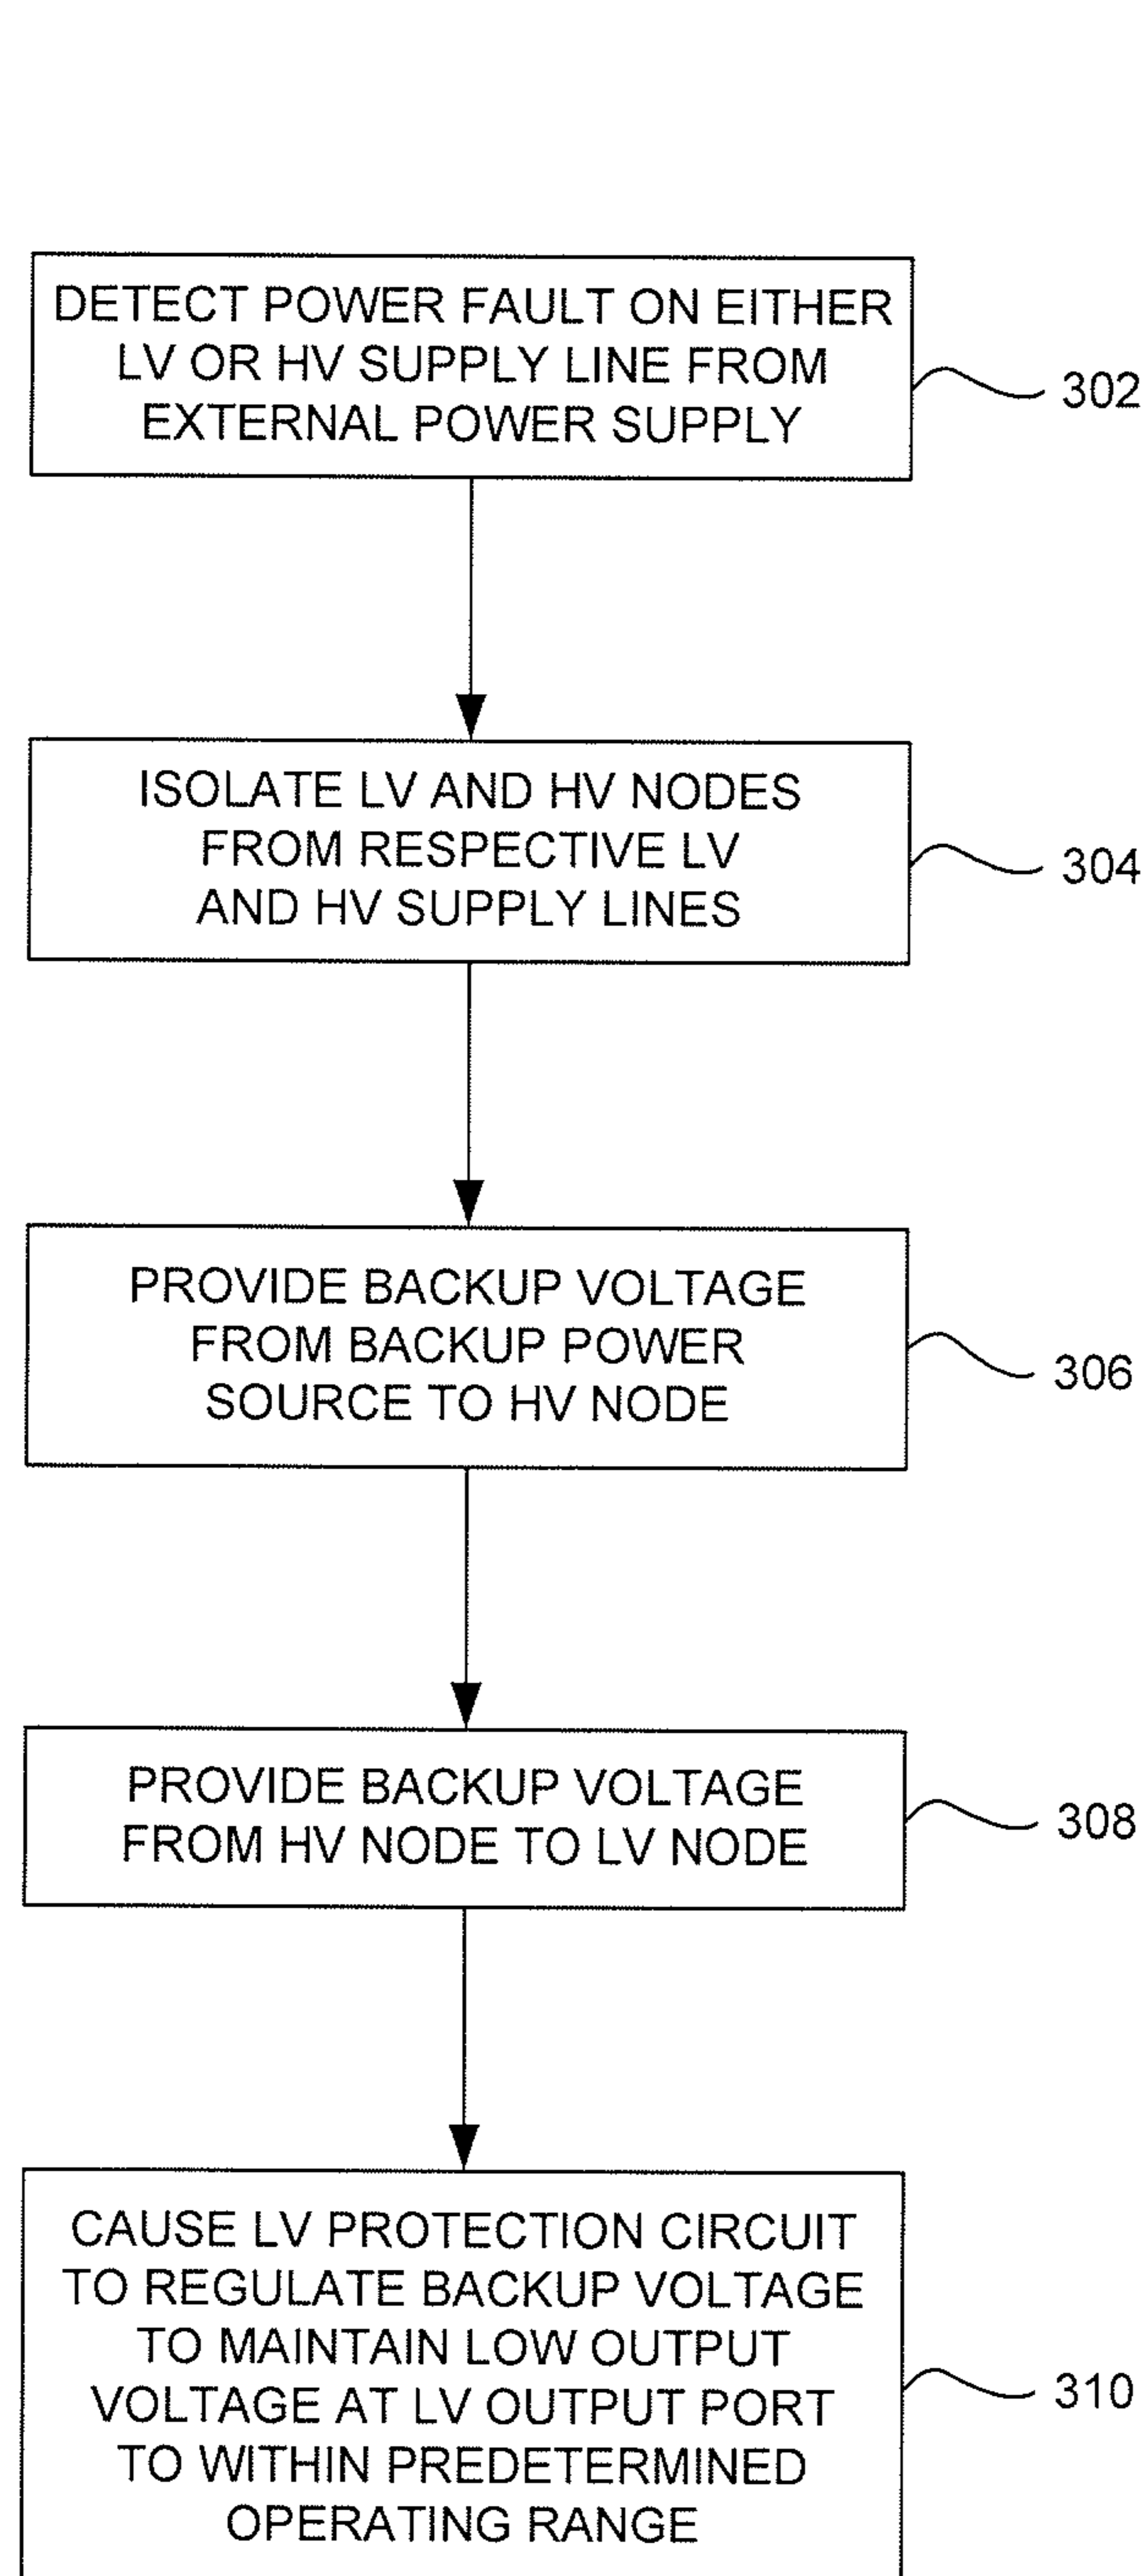 DETECT POWER FAULT ON EITHER
LV OR HV SUPPLY LINE FROM
EXTERNAL POWER SUPPLY
302
ISOLATE LV AND HV NODES
FROM RESPECTIVE LV
AND HV SUPPLY LINES
304
PROVIDE BACKUP VOLTAGE
FROM BACKUP POWER
SOURCE TO HV NODE
306
PROVIDE BACKUP VOLTAGE
FROM HV NODE TO LV NODE
308
CAUSE LV PROTECTION CIRCUIT
TO REGULATE BACKUP VOLTAGE
TO MAINTAIN LOW OUTPUT
VOLTAGE AT LV OUTPUT PORT
TO WITHIN PREDETERMINED
OPERATING RANGE
310